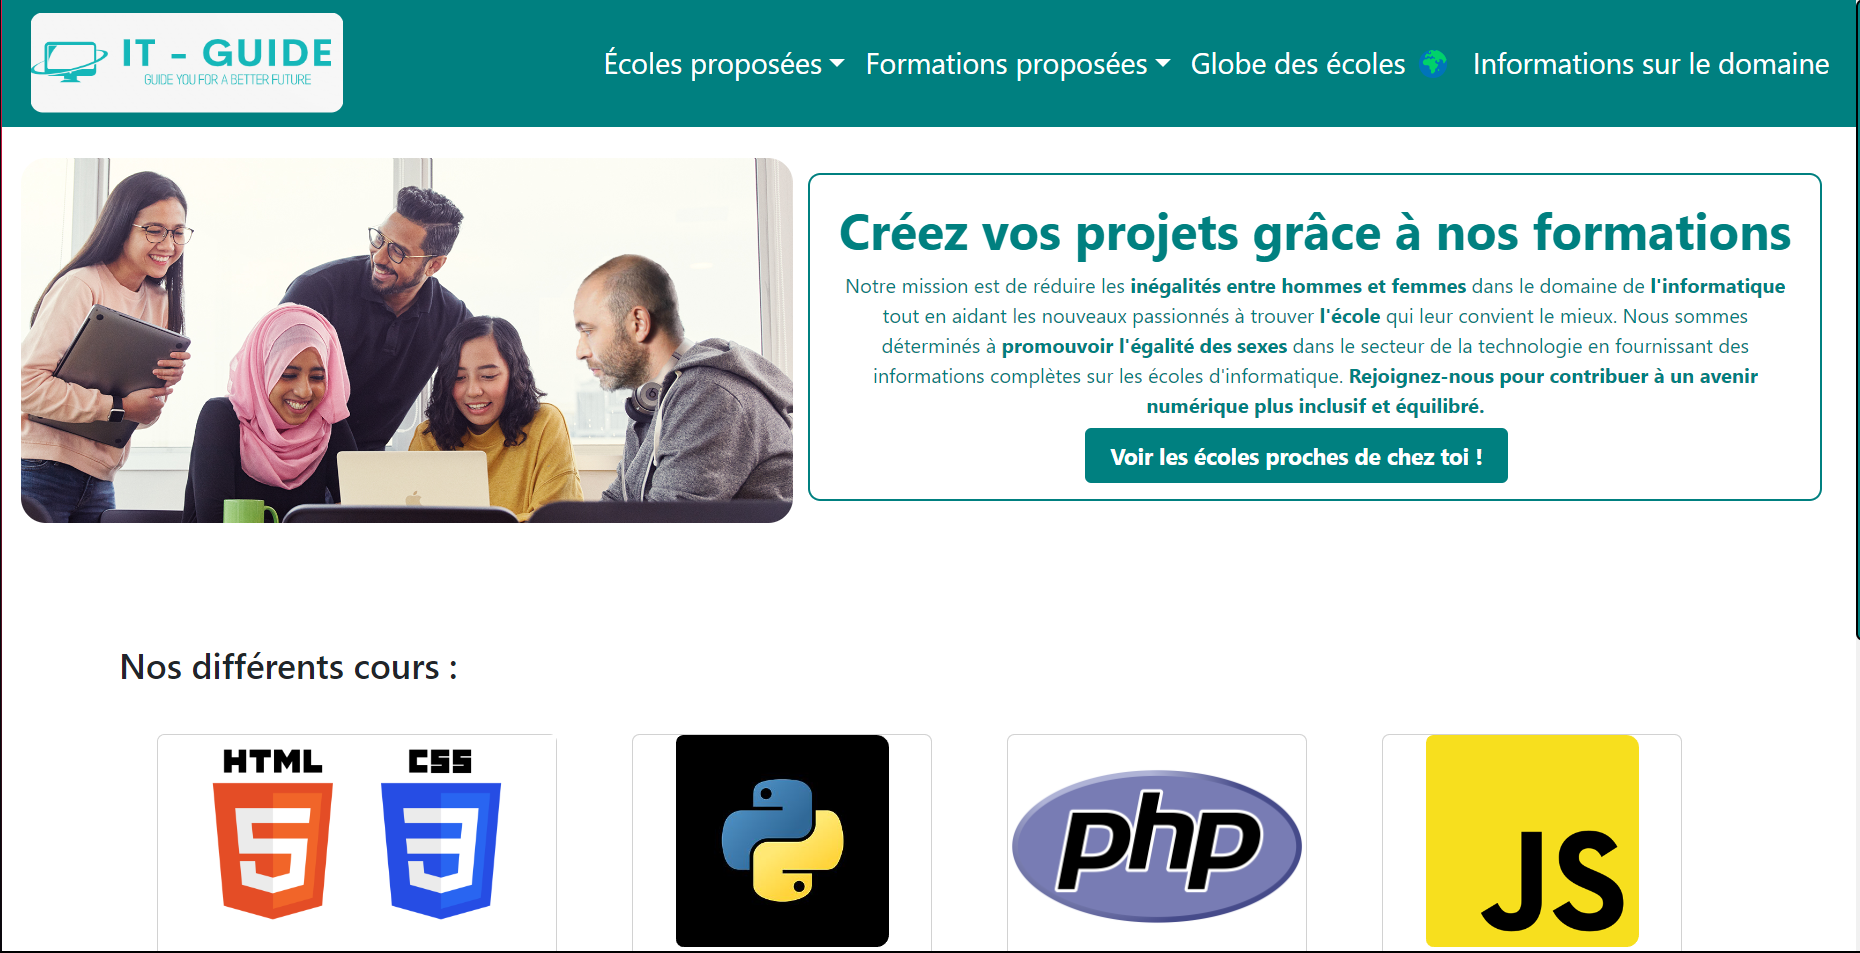 IT - GUIDE
GUIDE YOU FOR A BETTER FUTURE
Écoles proposées
Formations proposées
Globe des écoles
Informations sur le domaine
Créez vos projets grâce à nos formations
Notre mission est de réduire les inégalités entre hommes et femmes dans le domaine de l'informatique
tout en aidant les nouveaux passionnés à trouver l'école qui leur convient le mieux. Nous sommes
déterminés à promouvoir l'égalité des sexes dans le secteur de la technologie en fournissant des
informations complètes sur les écoles d'informatique. Rejoignez-nous pour contribuer à un avenir
numérique plus inclusif et équilibré.
Voir les écoles proches de chez toi !
Nos différents cours :
HTML
5
CSS
3
php
JS